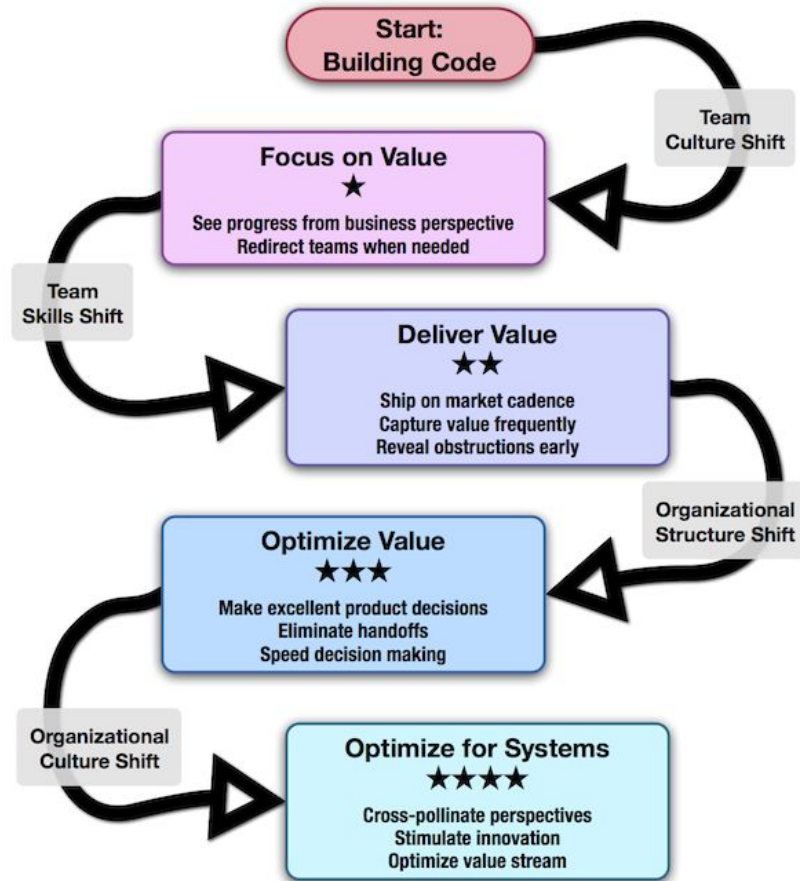 Start:
Building Code
Team
Culture Shift
Focus on Value
★
See progress from business perspective
Redirect teams when needed
Team
Skills Shift
Deliver Value
★★
Ship on market cadence
Capture value frequently
Reveal obstructions early
Organizational
Structure Shift
Optimize Value
★★★
Make excellent product decisions
Eliminate handoffs
Speed decision making
Organizational
Culture Shift
Optimize for Systems
★★★★
Cross-pollinate perspectives
Stimulate innovation
Optimize value stream